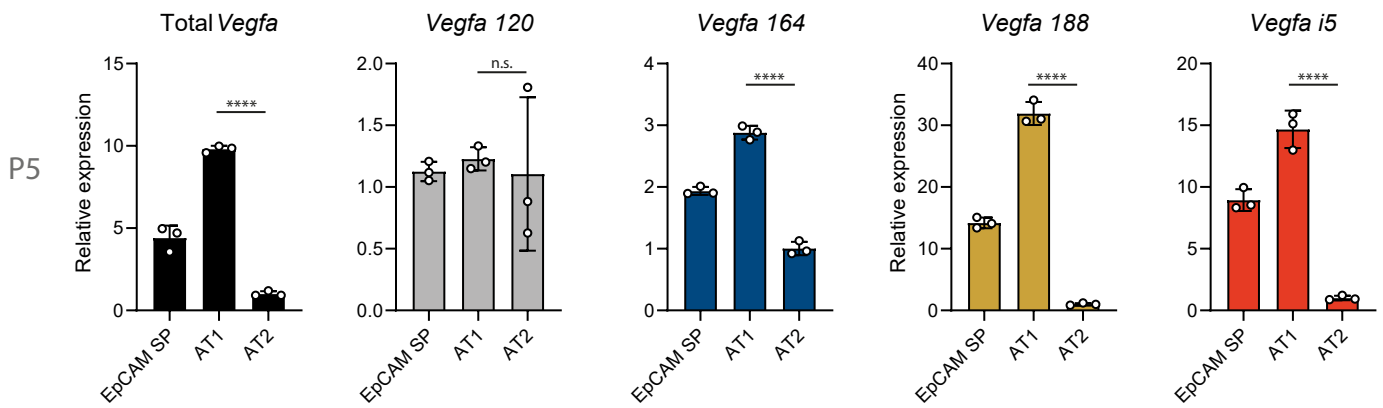 Total Vegfa
Vegfa 120
Vegfa 164
Vegfa 188
Vegfa i5
P5
Relative expression
15
10
5
0
****
EpCAM SP
AT1
AT2
2.0
1.5
1.0
0.5
0.0
n.s.
EpCAM SP
AT1
AT2
4
3
2
1
0
****
EpCAM SP
AT1
AT2
Relative expression
40
30
20
10
0
****
EpCAM SP
AT1
AT2
20
15
10
5
0
****
EpCAM SP
AT1
AT2